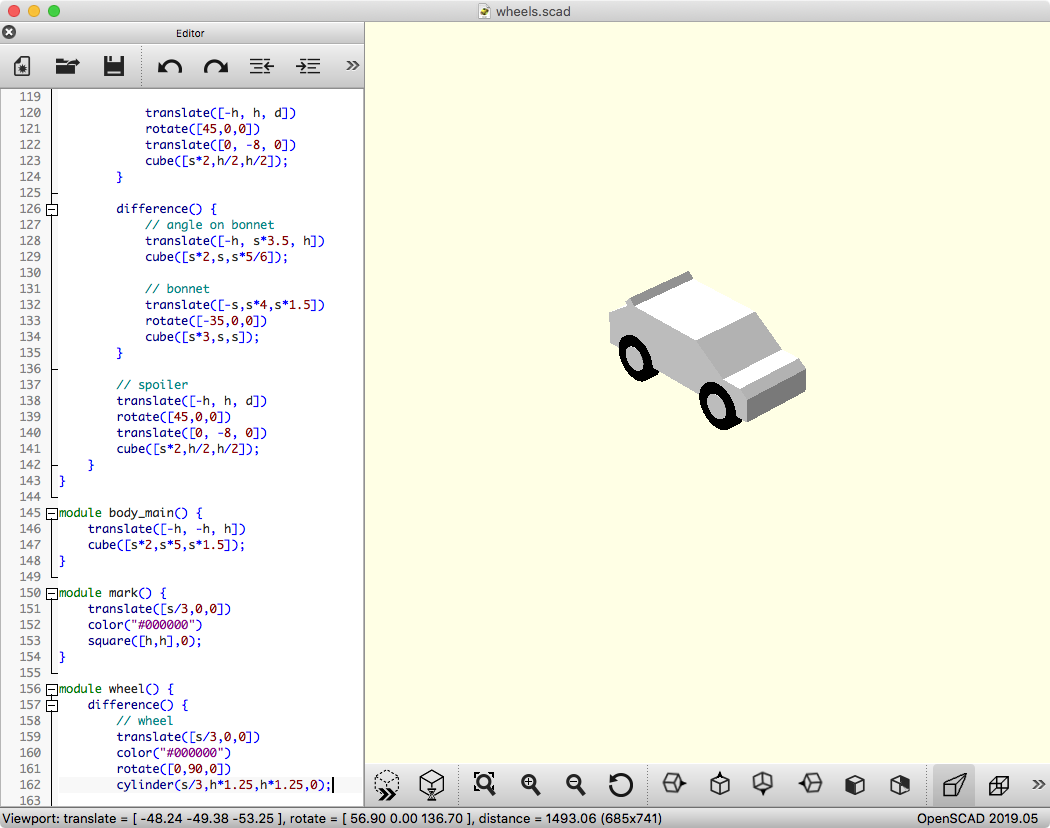 wheels.scad
Editor
119
120 translate([-h, h, d])
121 rotate([45,0,0])
122 translate([0, -8, 0])
123 cube([s*2,h/2,h/2]);
124 }
125
126 difference() {
127 // angle on bonnet
128 translate([-h, s*3.5, h])
129 cube([s*2,s,s*5/6]);
130
131 // bonnet
132 translate([-s,s*4,s*1.5])
133 rotate([-35,0,0])
134 cube([s*3,s,s]);
135 }
136
137 // spoiler
138 translate([-h, h, d])
139 rotate([45,0,0])
140 translate([0, -8, 0])
141 cube([s*2,h/2,h/2]);
142 }
143 }
144
145 module body_main() {
146 translate([-h, -h, h])
147 cube([s*2,s*5,s*1.5]);
148 }
149
150 module mark() {
151 translate([s/3,0,0])
152 color("#000000")
153 square([h,h],0);
154 }
155
156 module wheel() {
157 difference() {
158 // wheel
159 translate([s/3,0,0])
160 color("#000000")
161 rotate([0,90,0])
162 cylinder(s/3,h*1.25,h*1.25,0);
163
Viewport: translate = [ -48.24 -49.38 -53.25 ], rotate = [ 56.90 0.00 136.70 ], distance = 1493.06 (685x741)
OpenSCAD 2019.05